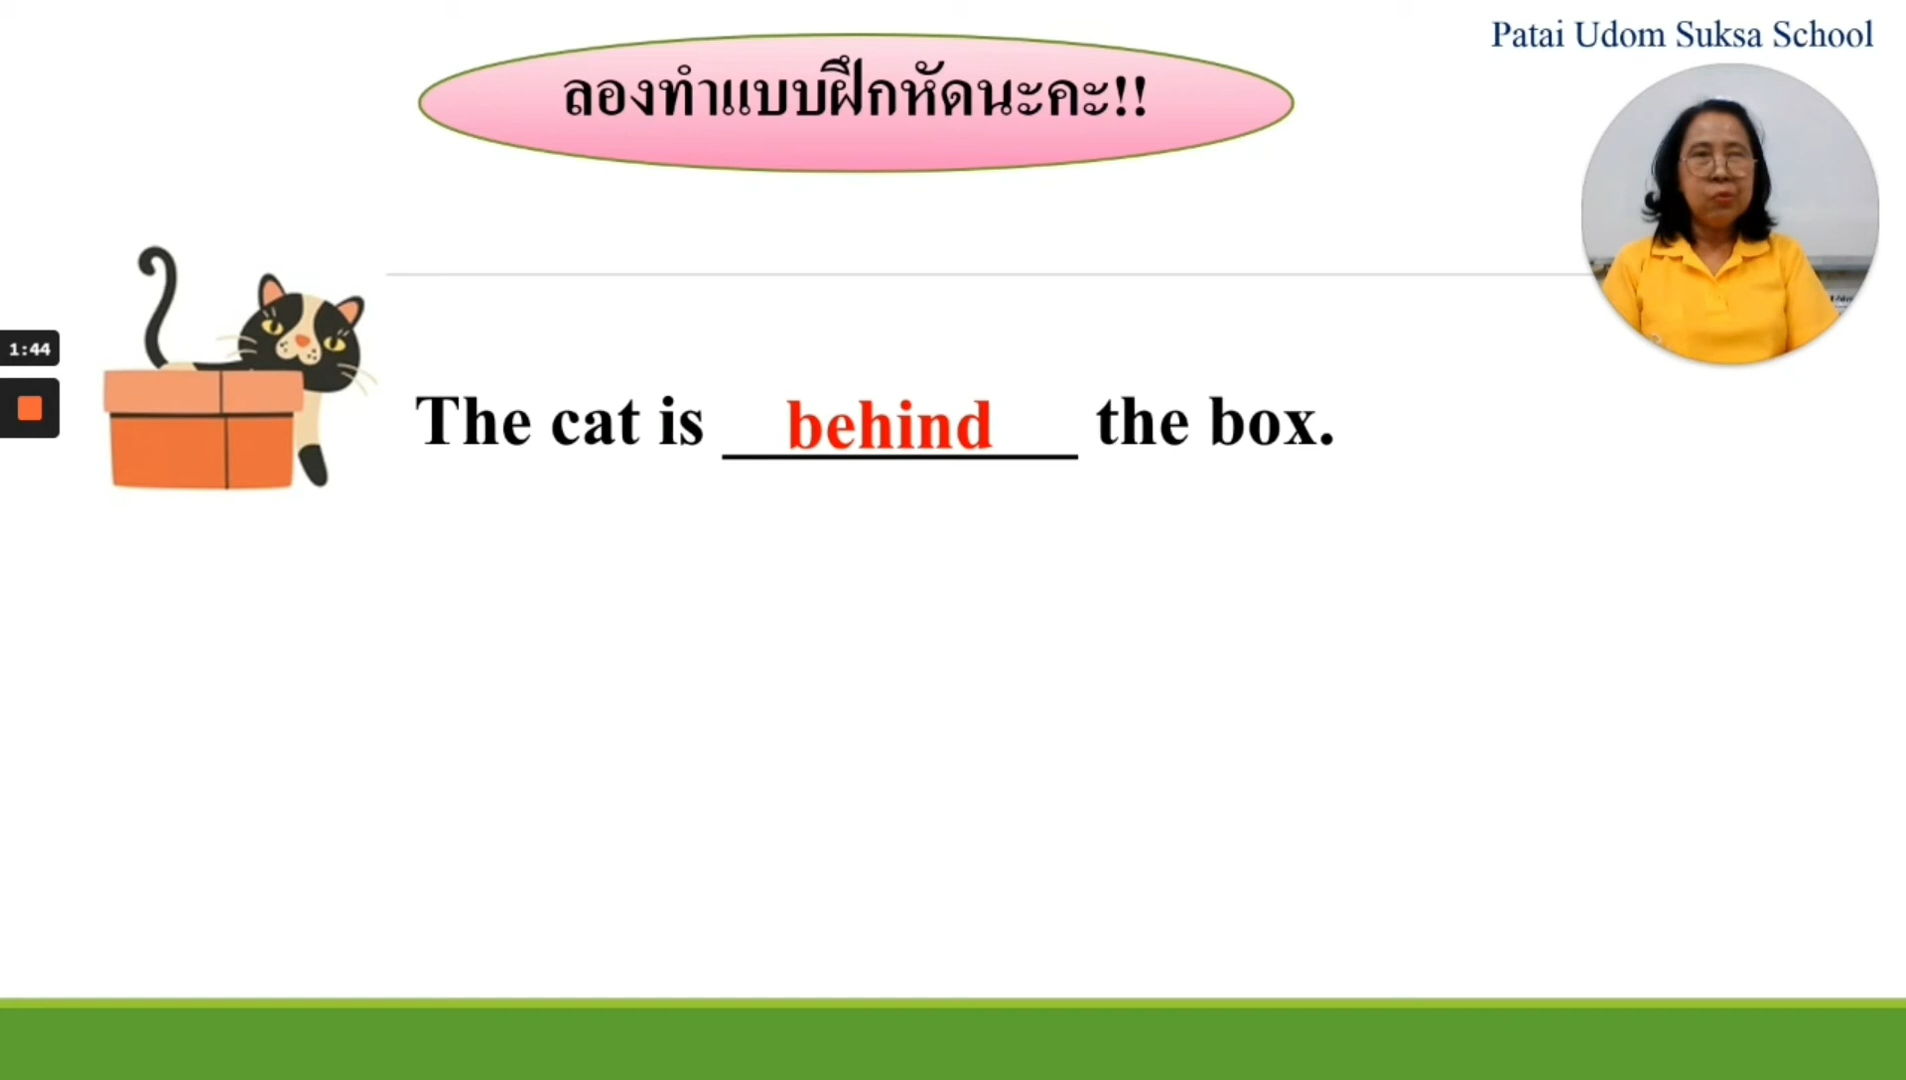 Patai Udom Suksa School
ลองทำแบบฝึกหัดนะคะ!!
1:44
The cat is behind the box.